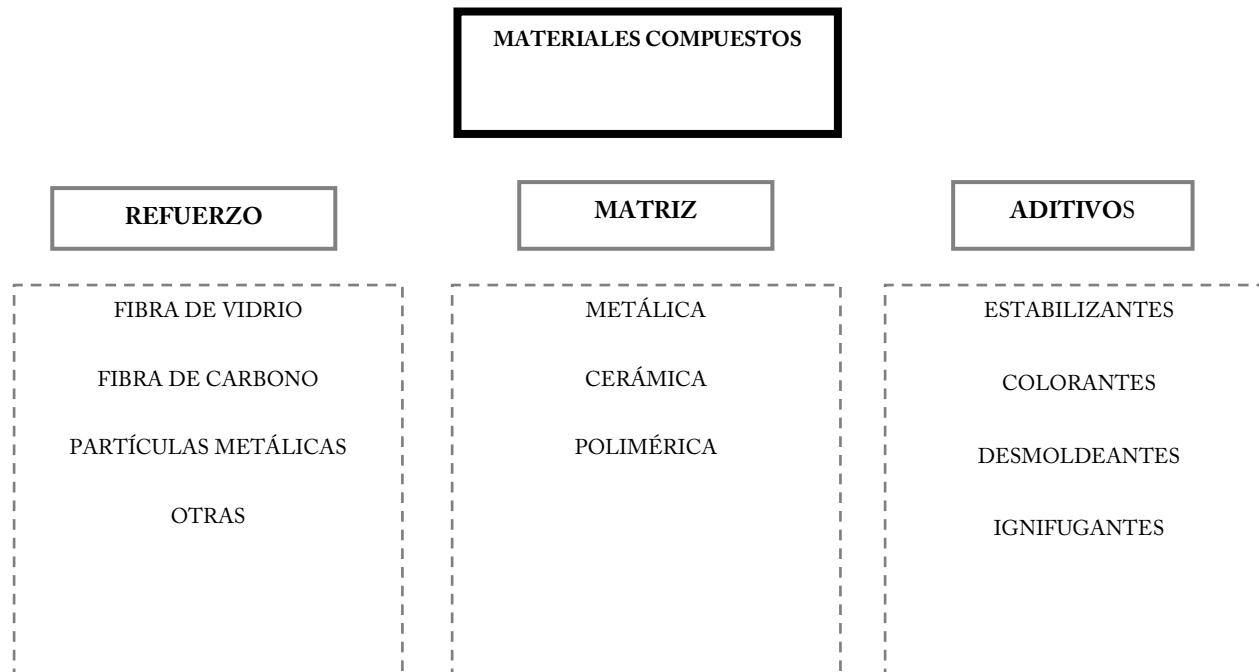 MATERIALES COMPUESTOS
REFUERZO
MATRIZ
ADITIVOS
FIBRA DE VIDRIO
FIBRA DE CARBONO
PARTÍCULAS METÁLICAS
OTRAS
METÁLICA
CERÁMICA
POLIMÉRICA
ESTABILIZANTES
COLORANTES
DESMOLDEANTES
IGNIFUGANTES